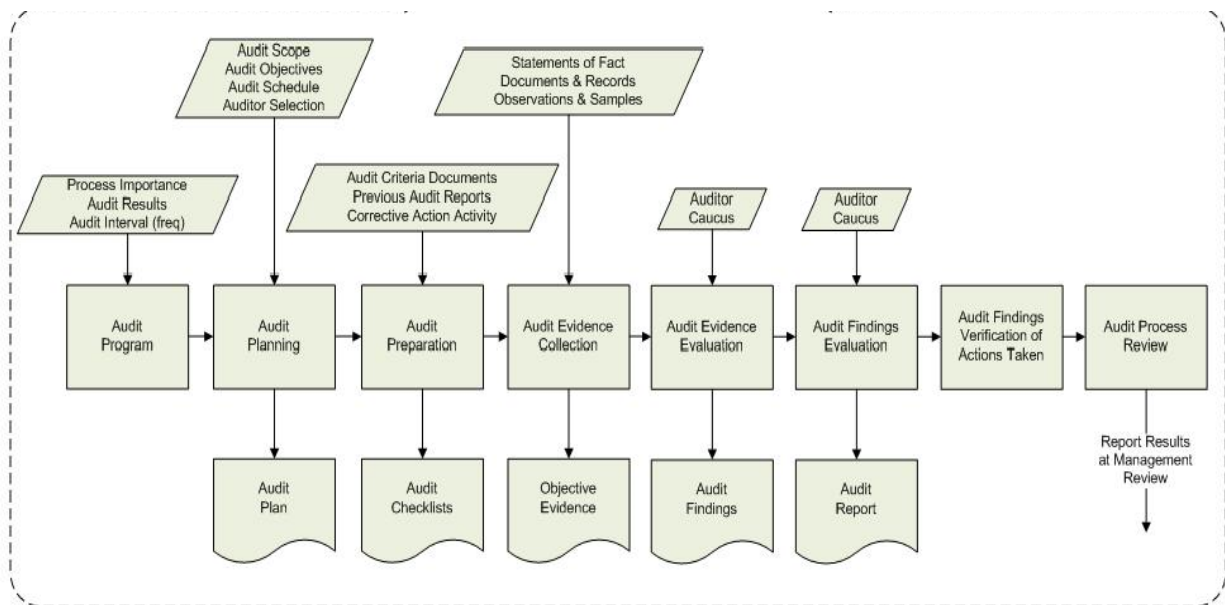 Audit Scope
Audit Objectives
Audit Schedule
Auditor Selection
Statements of Fact
Documents & Records
Observations & Samples
Process Importance
Audit Results
Audit Interval (freq)
Audit Criteria Documents
Previous Audit Reports
Corrective Action Activity
Auditor
Caucus
Auditor
Caucus
Audit
Program
Audit
Planning
Audit
Preparation
Audit Evidence
Collection
Audit Evidence
Evaluation
Audit Findings
Evaluation
Audit Findings
Verification of
Actions Taken
Audit Process
Review
Audit
Plan
Audit
Checklists
Objective
Evidence
Audit
Findings
Audit
Report
Report Results
at Management
Review